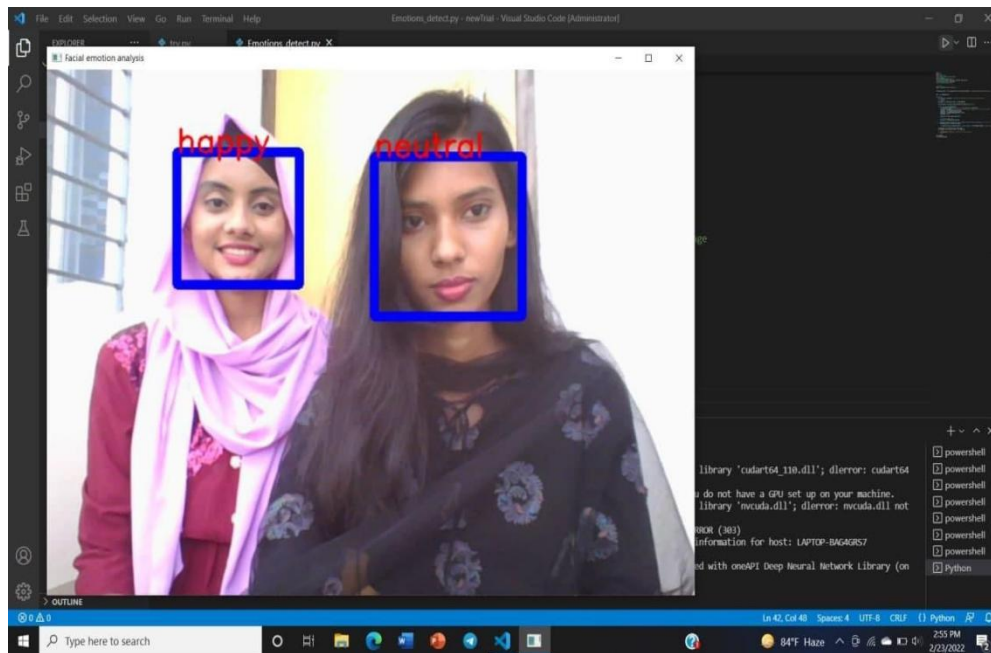 File Edit Selection View Go Run Terminal Help
Emotions_detect.py - newTrial - Visual Studio Code [Administrator]
EXPLORER
try.py
Emotions_detect.py
Facial emotion analysis
happy
neutral
library 'cudart64_110.dll'; dlerror: cudart64
u do not have a GPU set up on your machine.
library 'nvcuda.dll'; dlerror: nvcuda.dll not
(303)
information for host: LAPTOP-BAG4GRS7
ed with oneAPI Deep Neural Network Library (on
powershell
powershell
powershell
powershell
powershell
powershell
powershell
Python
OUTLINE
0 0
Ln 42, Col 48 Spaces: 4 UTF-8 CRLF Python
Type here to search
84°F Haze
2:55 PM
2/23/2022
2